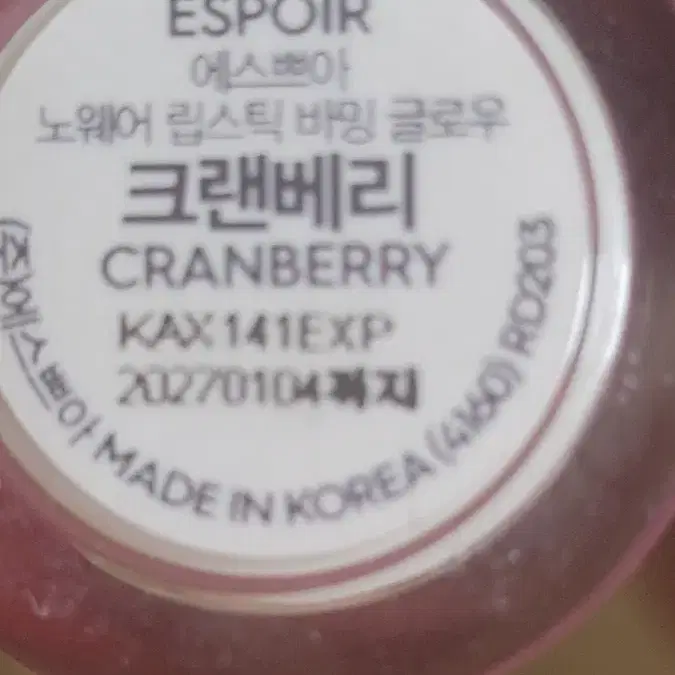 ESPOIR
에스쁘아
노웨어 립스틱 바밍 글로우
크랜베리
CRANBERRY
KAX141EXP
20270104까지
(주)에스쁘아 MADE IN KOREA (4160) RD203